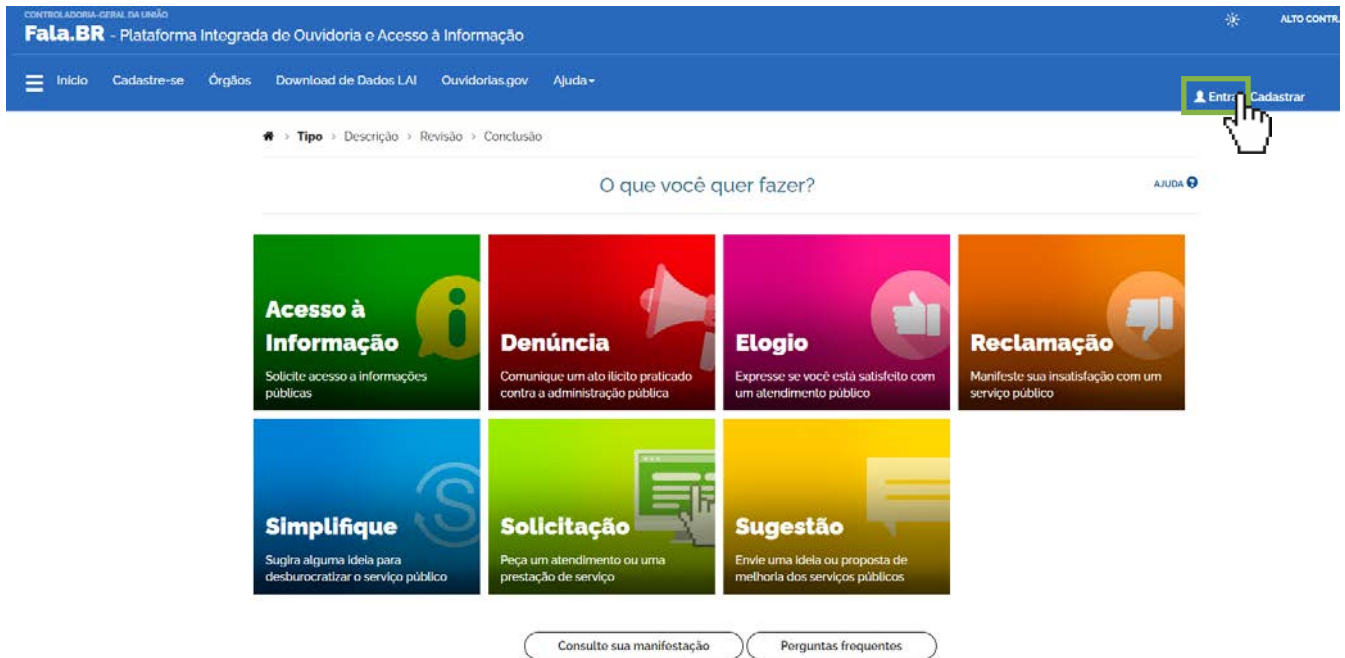 CONTROLADORIA-GERAL DA UNIÃO
Fala.BR - Plataforma Integrada de Ouvidoria e Acesso à Informação
ALTO CONTR
Início Cadastre-se Órgãos Download de Dados LAI Ouvidorias.gov Ajuda
Entra Cadastrar
> Tipo > Descrição > Revisão > Conclusão
O que você quer fazer?
AJUDA ?
Acesso à
Informação
Solicite acesso a informações
públicas
Denúncia
Comunique um ato ilícito praticado
contra a administração pública
Elogio
Expresse se você está satisfeito com
um atendimento público
Reclamação
Manifeste sua insatisfação com um
serviço público
Simplifique
Sugira alguma ideia para
desburocratizar o serviço público
Solicitação
Peça um atendimento ou uma
prestação de serviço
Sugestão
Envie uma ideia ou proposta de
melhoria dos serviços públicos
Consulte sua manifestação
Perguntas frequentes